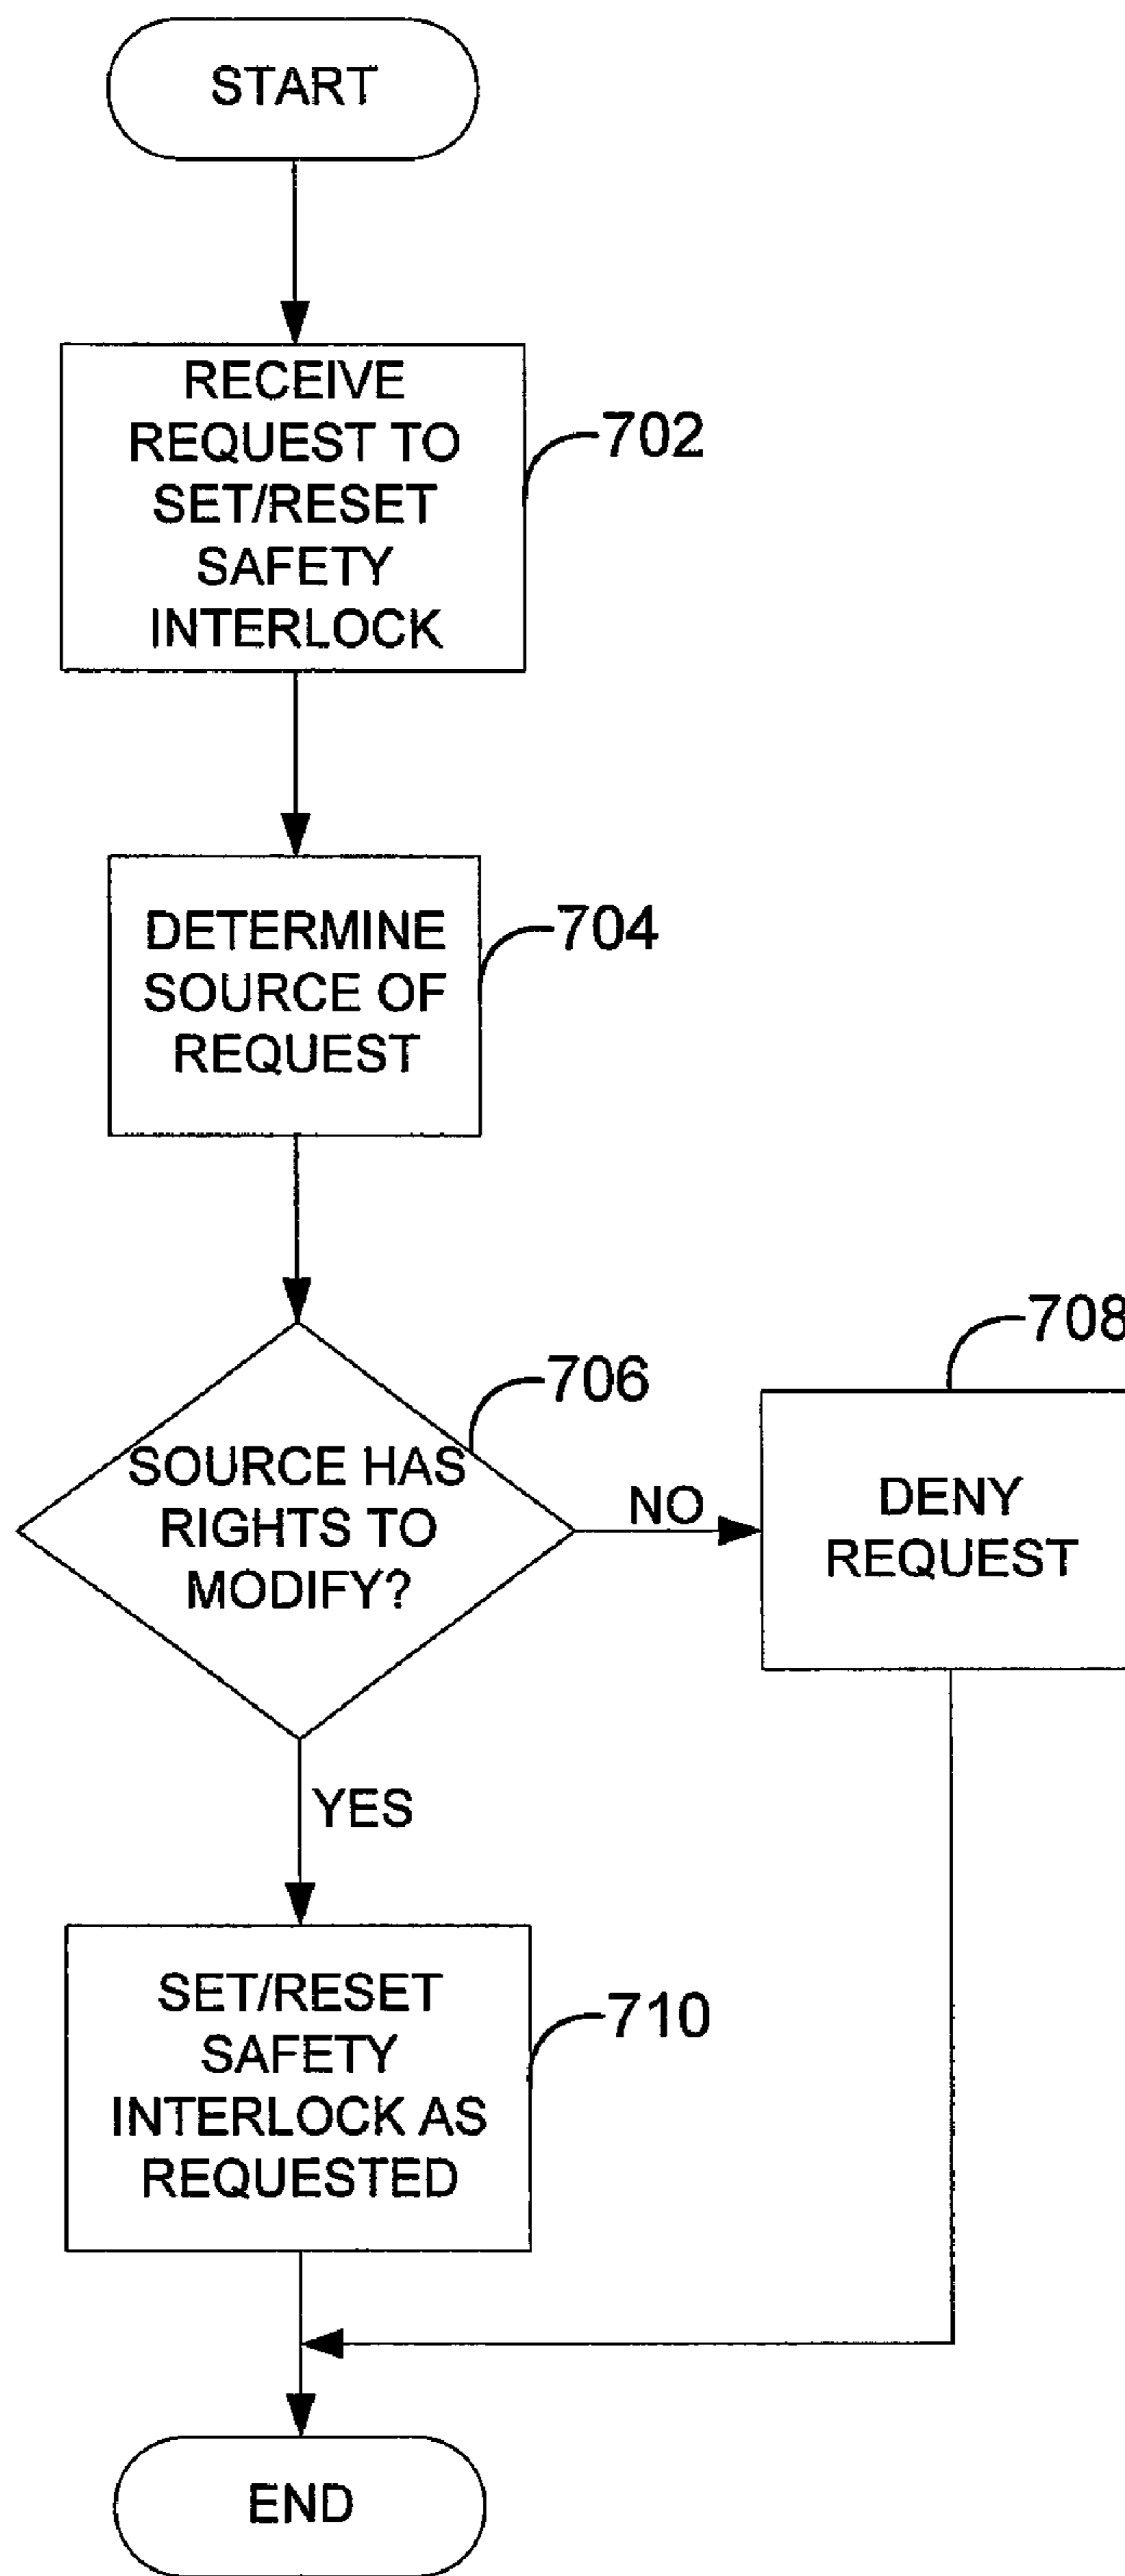 START
RECEIVE
REQUEST TO
SET/RESET
SAFETY
INTERLOCK
702
DETERMINE
SOURCE OF
REQUEST
704
SOURCE HAS
RIGHTS TO
MODIFY?
706
NO
708
DENY
REQUEST
YES
SET/RESET
SAFETY
INTERLOCK AS
REQUESTED
710
END